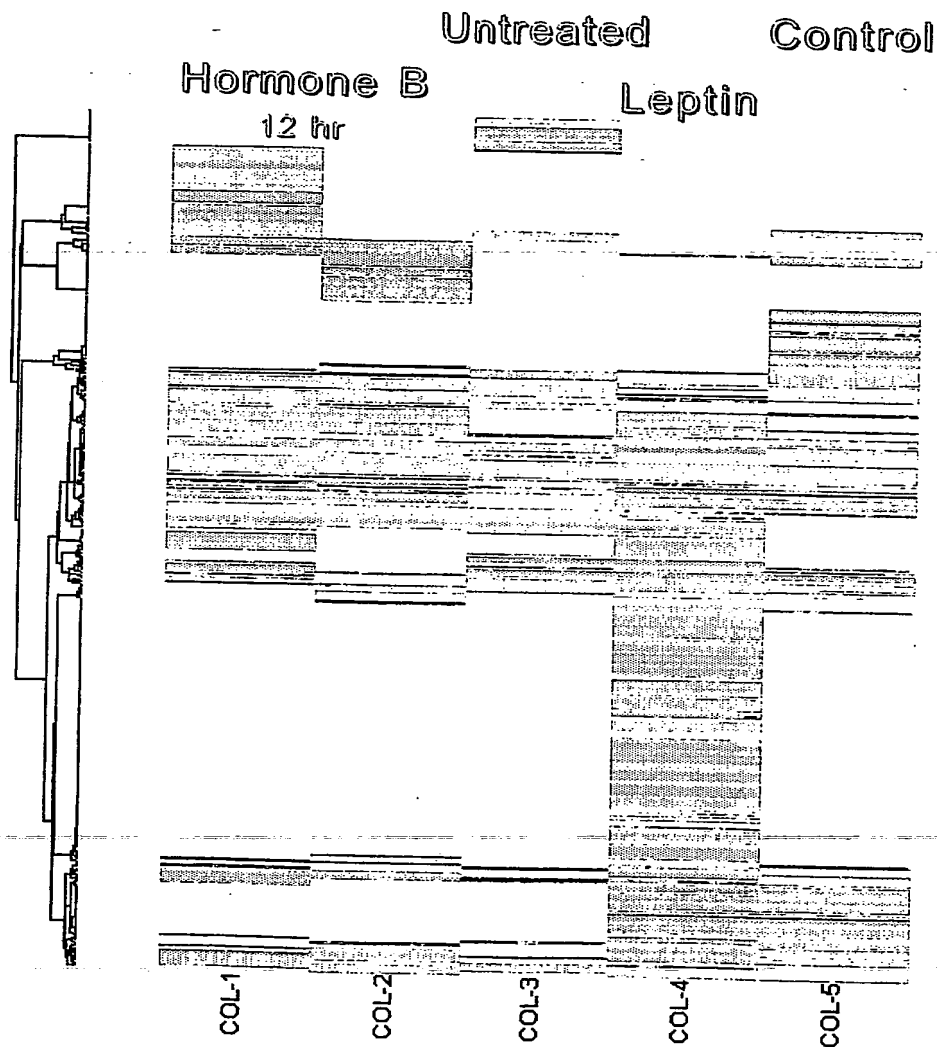 Untreated
Control
Hormone B
Leptin
12 hr
COL-1
COL-2
COL-3
COL-4
COL-5